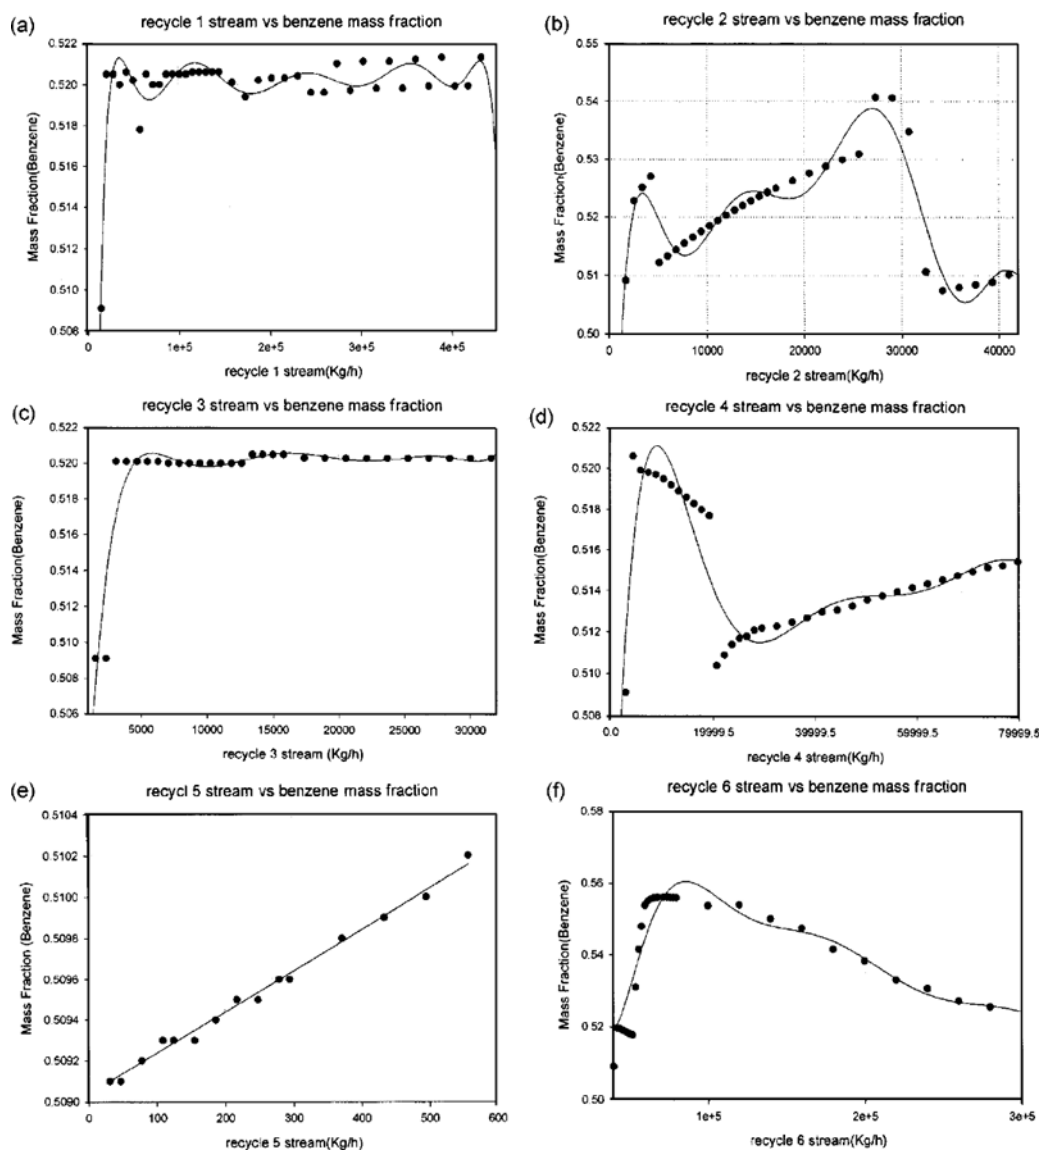 (a)
recycle 1 stream vs benzene mass fraction
0.522
0.520
0.518
0.516
0.514
0.512
0.510
0.508
Mass Fraction(Benzene)
0
1e+5
2e+5
3e+5
4e+5
recycle 1 stream(Kg/h)
(b)
recycle 2 stream vs benzene mass fraction
0.55
0.54
0.53
0.52
0.51
0.50
Mass Fraction(Benzene)
0
10000
20000
30000
40000
recycle 2 stream(Kg/h)
(c)
recycle 3 stream vs benzene mass fraction
0.522
0.520
0.518
0.516
0.514
0.512
0.510
0.508
0.506
Mass Fraction(Benzene)
5000
10000
15000
20000
25000
30000
recycle 3 stream(Kg/h)
(d)
recycle 4 stream vs benzene mass fraction
0.522
0.520
0.518
0.516
0.514
0.512
0.510
0.508
Mass Fraction(Benzene)
0.0
19999.5
39999.5
59999.5
79999.5
recycle 4 stream(Kg/h)
(e)
recycl 5 stream vs benzene mass fraction
0.5104
0.5102
0.5100
0.5098
0.5096
0.5094
0.5092
0.5090
Mass Fraction (Benzene)
0
100
200
300
400
500
600
recycle 5 stream(Kg/h)
(f)
recycle 6 stream vs benzene mass fraction
0.58
0.56
0.54
0.52
0.50
Mass Fraction(Benzene)
1e+5
2e+5
3e+5
recycle 6 stream(Kg/h)